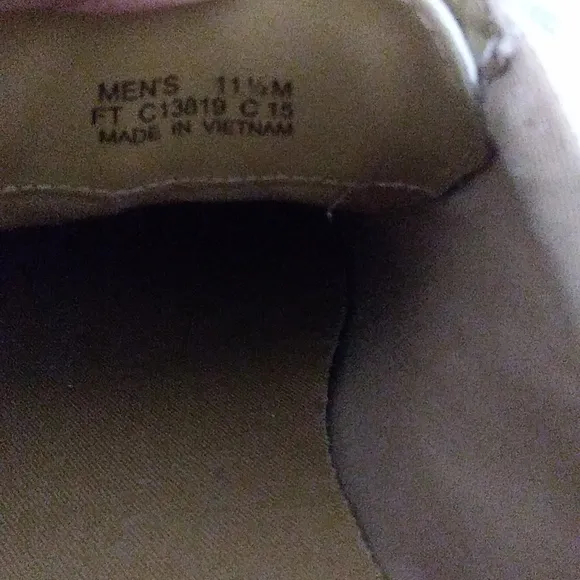 MEN'S 11½M
FT C13819 C 15
MADE IN VIETNAM